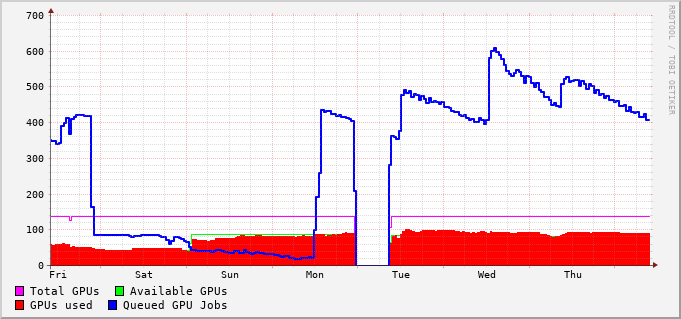 700
600
500
400
300
200
100
0
Fri Sat Sun Mon Tue Wed Thu
Total GPUs Available GPUs
GPUs used Queued GPU Jobs
RRDTOOL / TOBI OETIKER